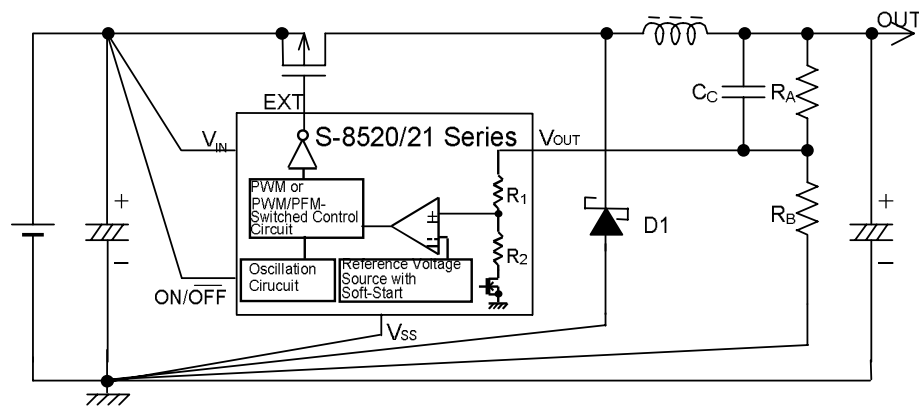 OUT
EXT
CC
RA
VIN
S-8520/21 Series
VOUT
PWM or
PWM/PFM-
Switched Control
Circuit
R1
+
-
RB
+
-
D1
+
-
R2
Oscillation
Cirucuit
Reference Voltage
Source with
Soft-Start
ON/OFF
VSS